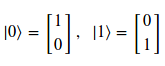 |0⟩ = [1 0], |1⟩ = [0 1]